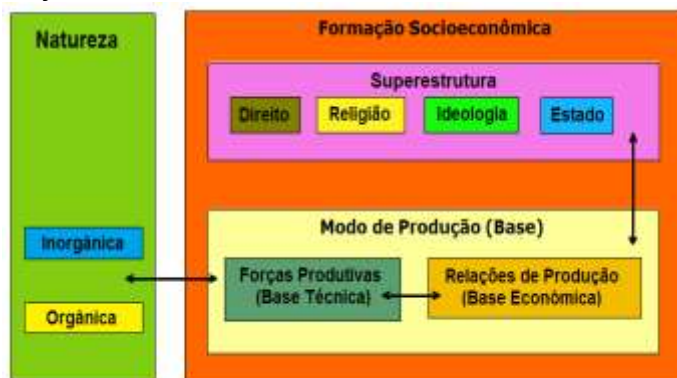 Natureza
Inorgânica
Orgânica
Formação Socioeconômica
Superestrutura
Direito
Religião
Ideologia
Estado
Modo de Produção (Base)
Forças Produtivas
(Base Técnica)
Relações de Produção
(Base Econômica)